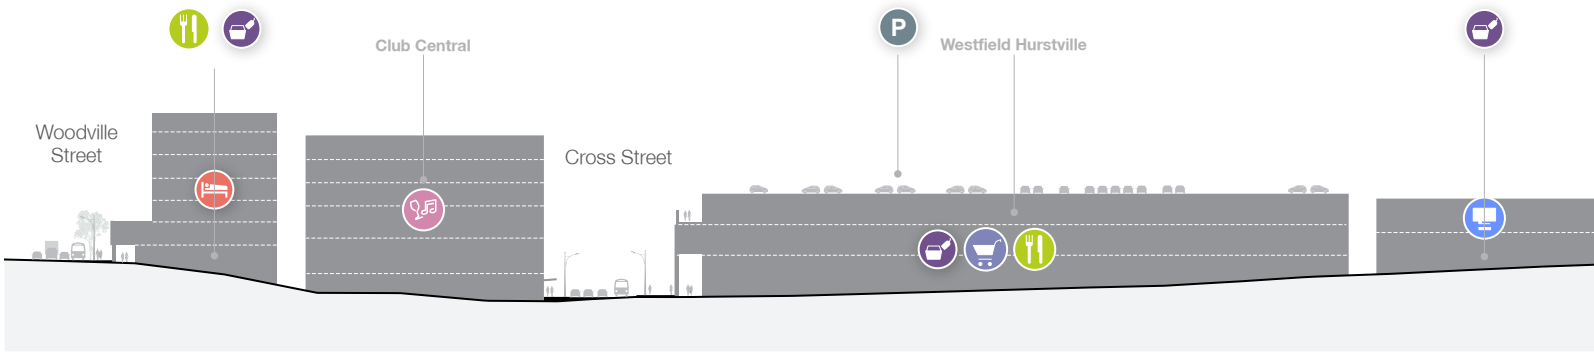 P
Club Central
Westfield Hurstville
Woodville
Street
Cross Street